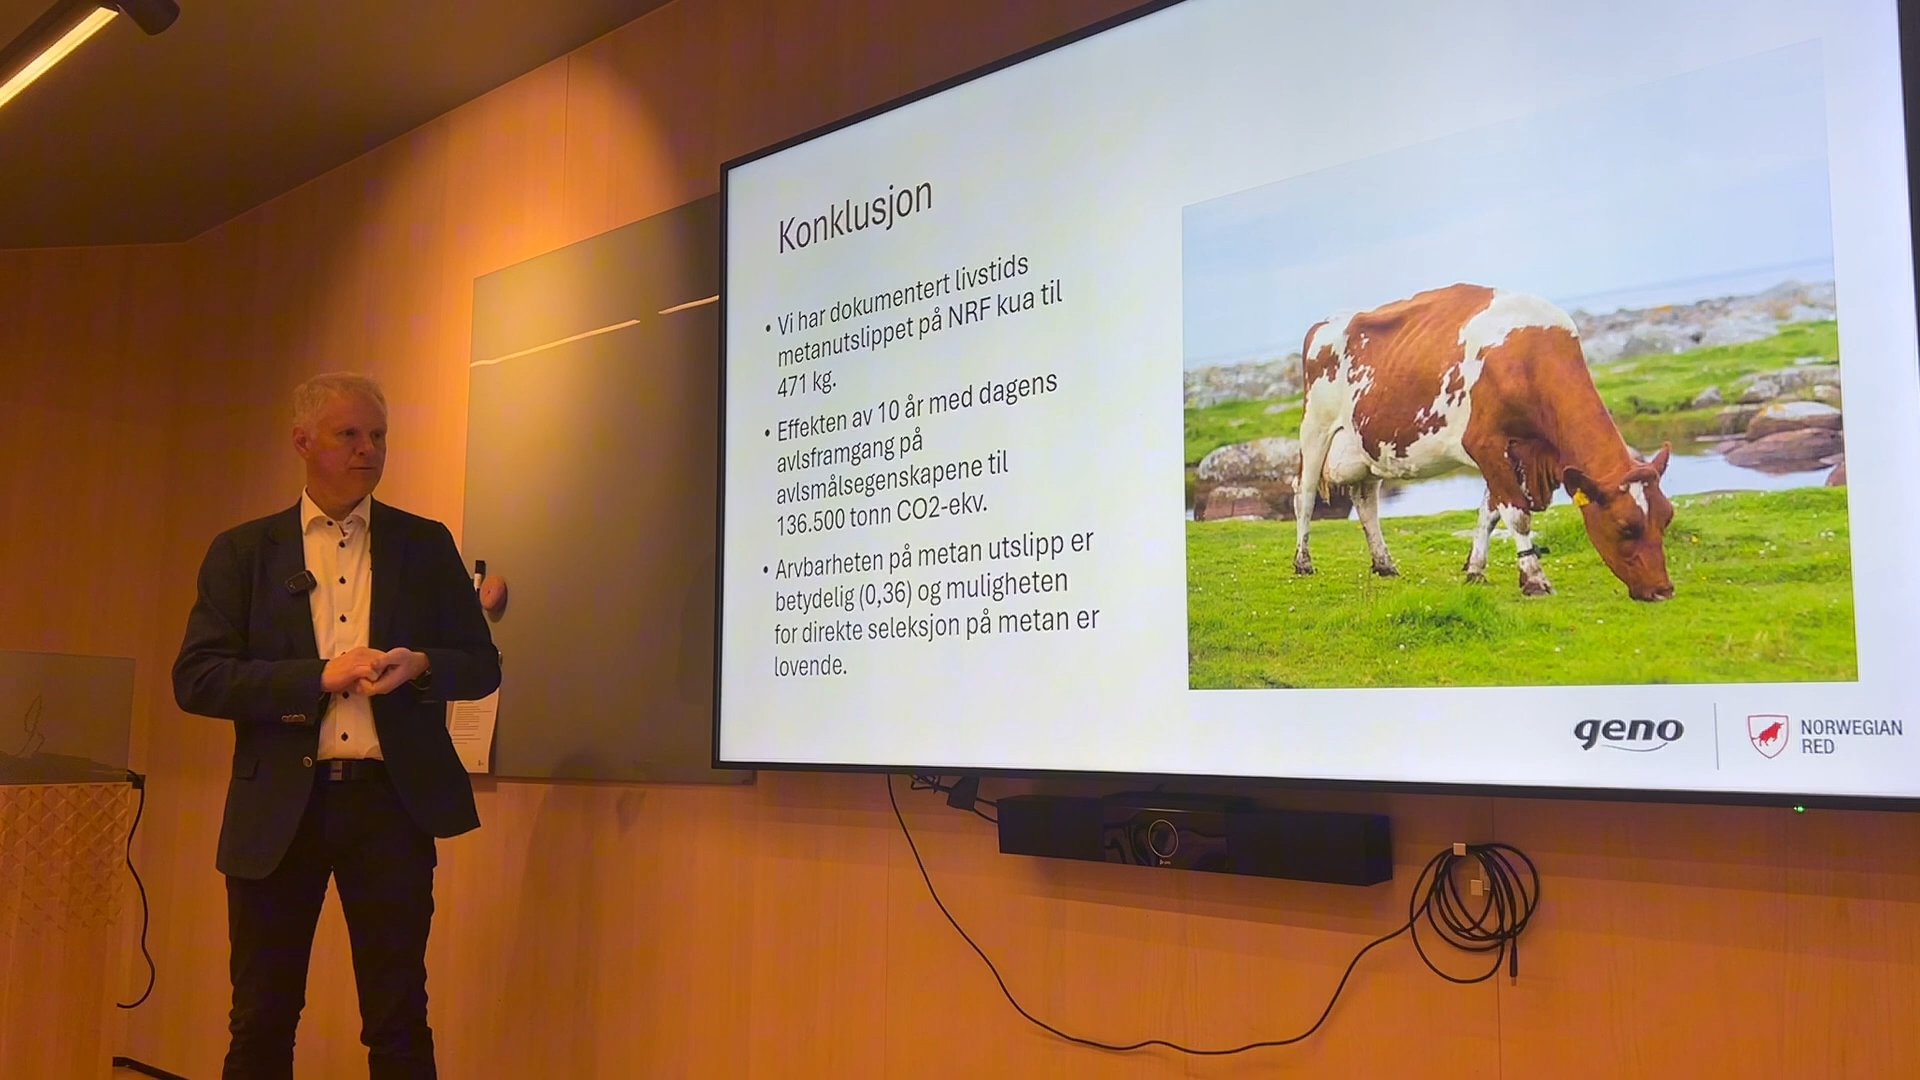 Konklusjon
• Vi har dokumentert livstids
metanutslippet på NRF kua til
471 kg.
• Effekten av 10 år med dagens
avlsframgang på
avlsmålsegenskapene til
136.500 tonn CO2-ekv.
• Arvbarheten på metan utslipp er
betydelig (0,36) og muligheten
for direkte seleksjon på metan er
lovende.
geno
NORWEGIAN
RED